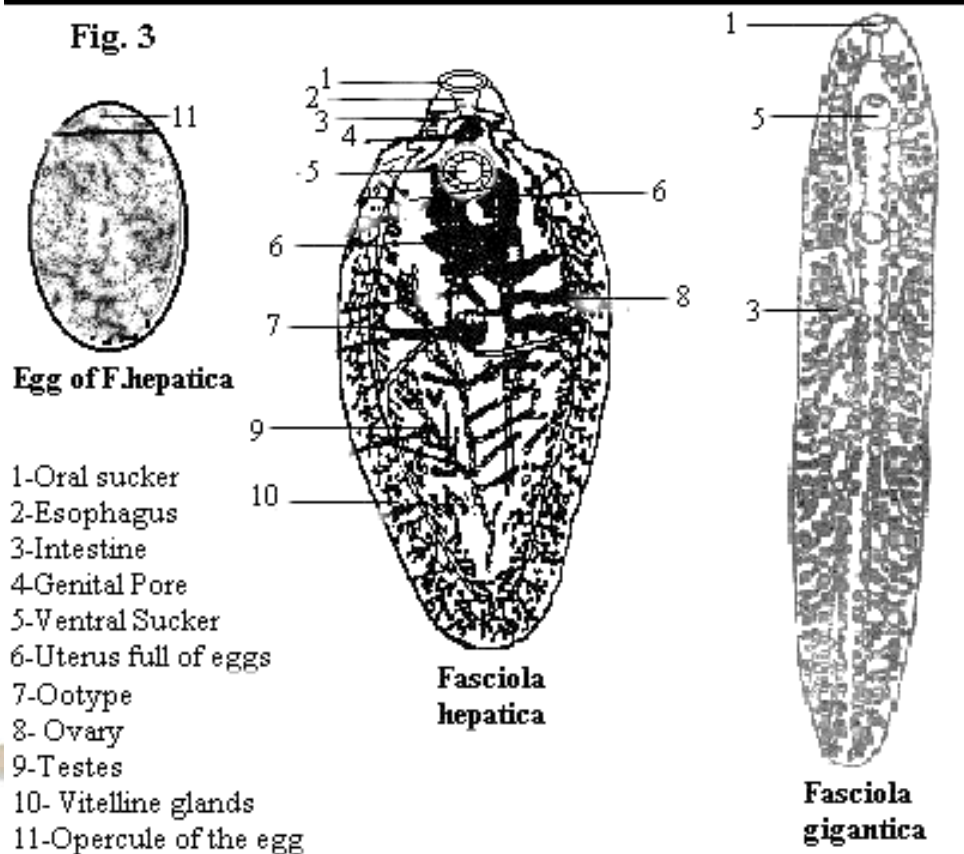 Fig. 3
11
Egg of F.hepatica
1-Oral sucker
2-Esophagus
3-Intestine
4-Genital Pore
5-Ventral Sucker
6-Uterus full of eggs
7-Ootype
8- Ovary
9-Testes
10- Vitelline glands
11-Opercule of the egg
1
2
3
4
5
6
6
8
7
9
10
Fasciola
hepatica
1
5
3
Fasciola
gigantica